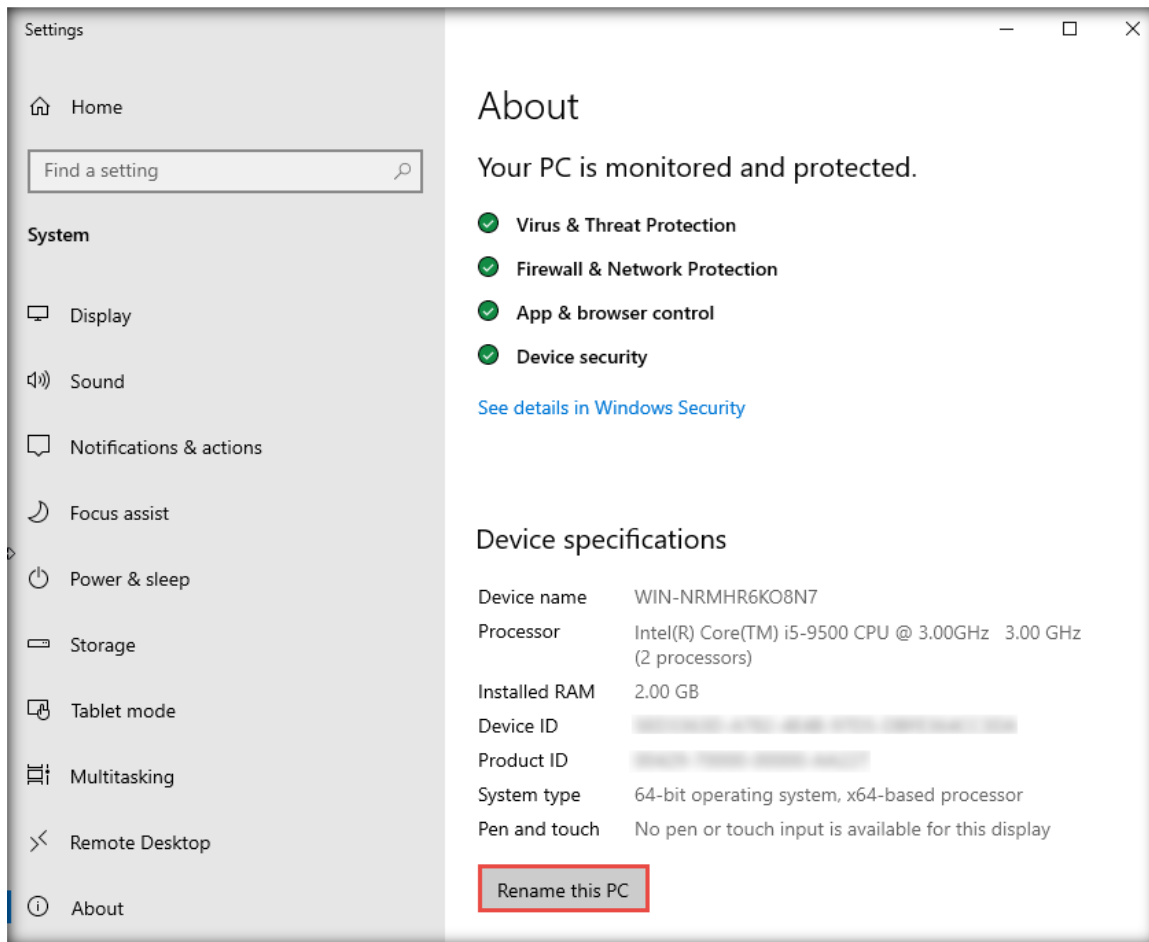 Settings
Home
Find a setting
System
Display
Sound
Notifications & actions
Focus assist
Power & sleep
Storage
Tablet mode
Multitasking
Remote Desktop
About
About
Your PC is monitored and protected.
Virus & Threat Protection
Firewall & Network Protection
App & browser control
Device security
See details in Windows Security
Device specifications
Device name WIN-NRMHR6KO8N7
Processor Intel(R) Core(TM) i5-9500 CPU @ 3.00GHz 3.00 GHz
(2 processors)
Installed RAM 2.00 GB
Device ID
Product ID
System type 64-bit operating system, x64-based processor
Pen and touch No pen or touch input is available for this display
Rename this PC